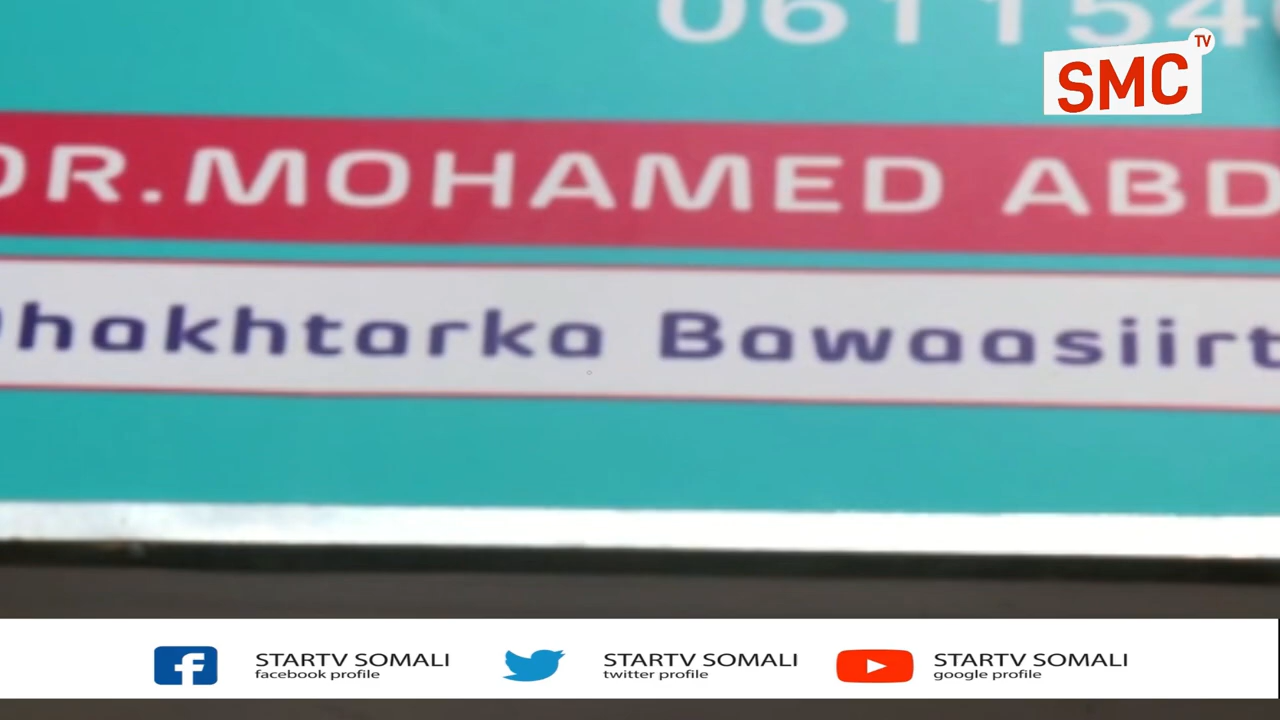 061154
SMC TV
DR.MOHAMED ABD
Dhakhtarka Bawaasiirt
STARTV SOMALI
facebook profile
STARTV SOMALI
twitter profile
STARTV SOMALI
google profile